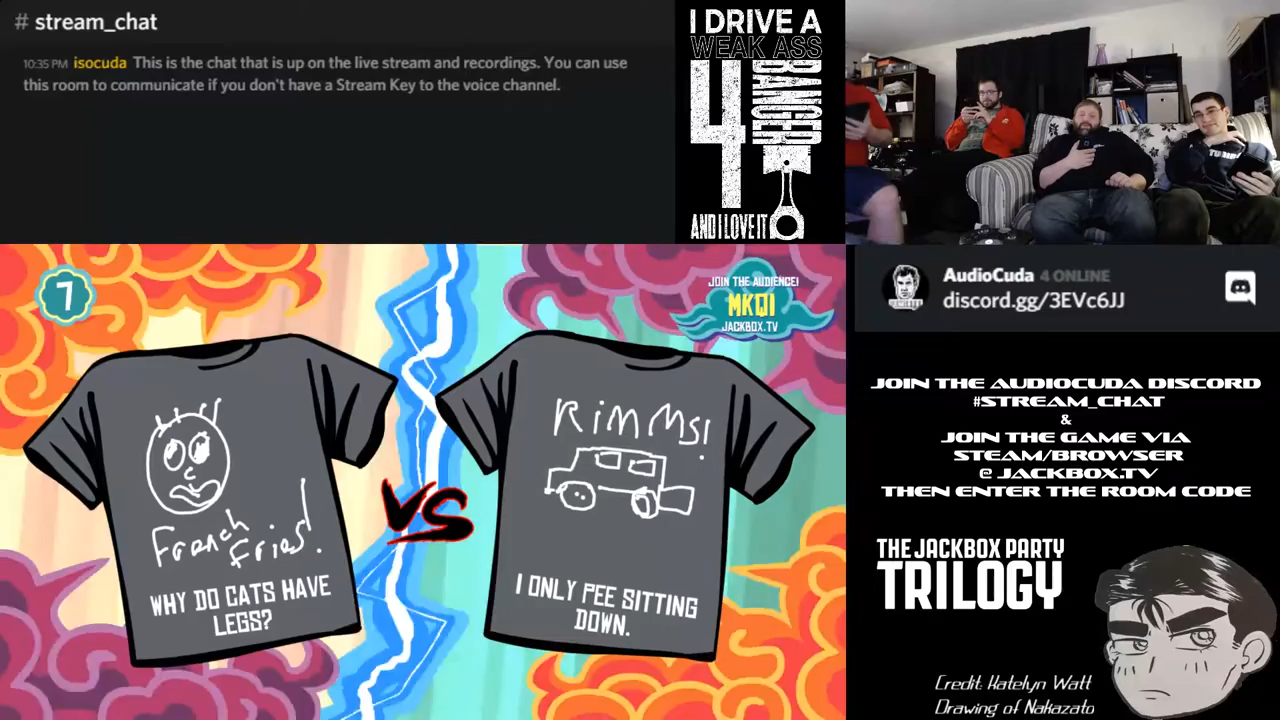 # stream_chat
10:35 PM isocuda This is the chat that is up on the live stream and recordings. You can use
this room to communicate if you don't have a Stream Key to the voice channel.
I DRIVE A
WEAK ASS
4 BANGER
AND I LOVE IT
7
JOIN THE AUDIENCE!
MKQI
JACKBOX.TV
French
Fries!
WHY DO CATS HAVE
LEGS?
VS
RIMMS!
I ONLY PEE SITTING
DOWN.
AudioCuda 4 ONLINE
discord.gg/3EVc6JJ
JOIN THE AUDIOCUDA DISCORD
#STREAM_CHAT
&
JOIN THE GAME VIA
STEAM/BROWSER
@ JACKBOX.TV
THEN ENTER THE ROOM CODE
THE JACKBOX PARTY
TRILOGY
Credit: Katelyn Watt
Drawing of Nakazato